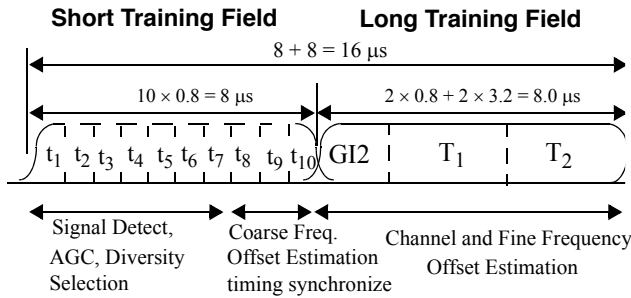 Short Training Field
Long Training Field
8 + 8 = 16 μs
10 × 0.8 = 8 μs
2 × 0.8 + 2 × 3.2 = 8.0 μs
t1 t2 t3 t4 t5 t6 t7 t8 t9 t10 GI2 T1 T2
Signal Detect,
AGC, Diversity
Selection
Coarse Freq.
Offset Estimation
timing synchronize
Channel and Fine Frequency
Offset Estimation